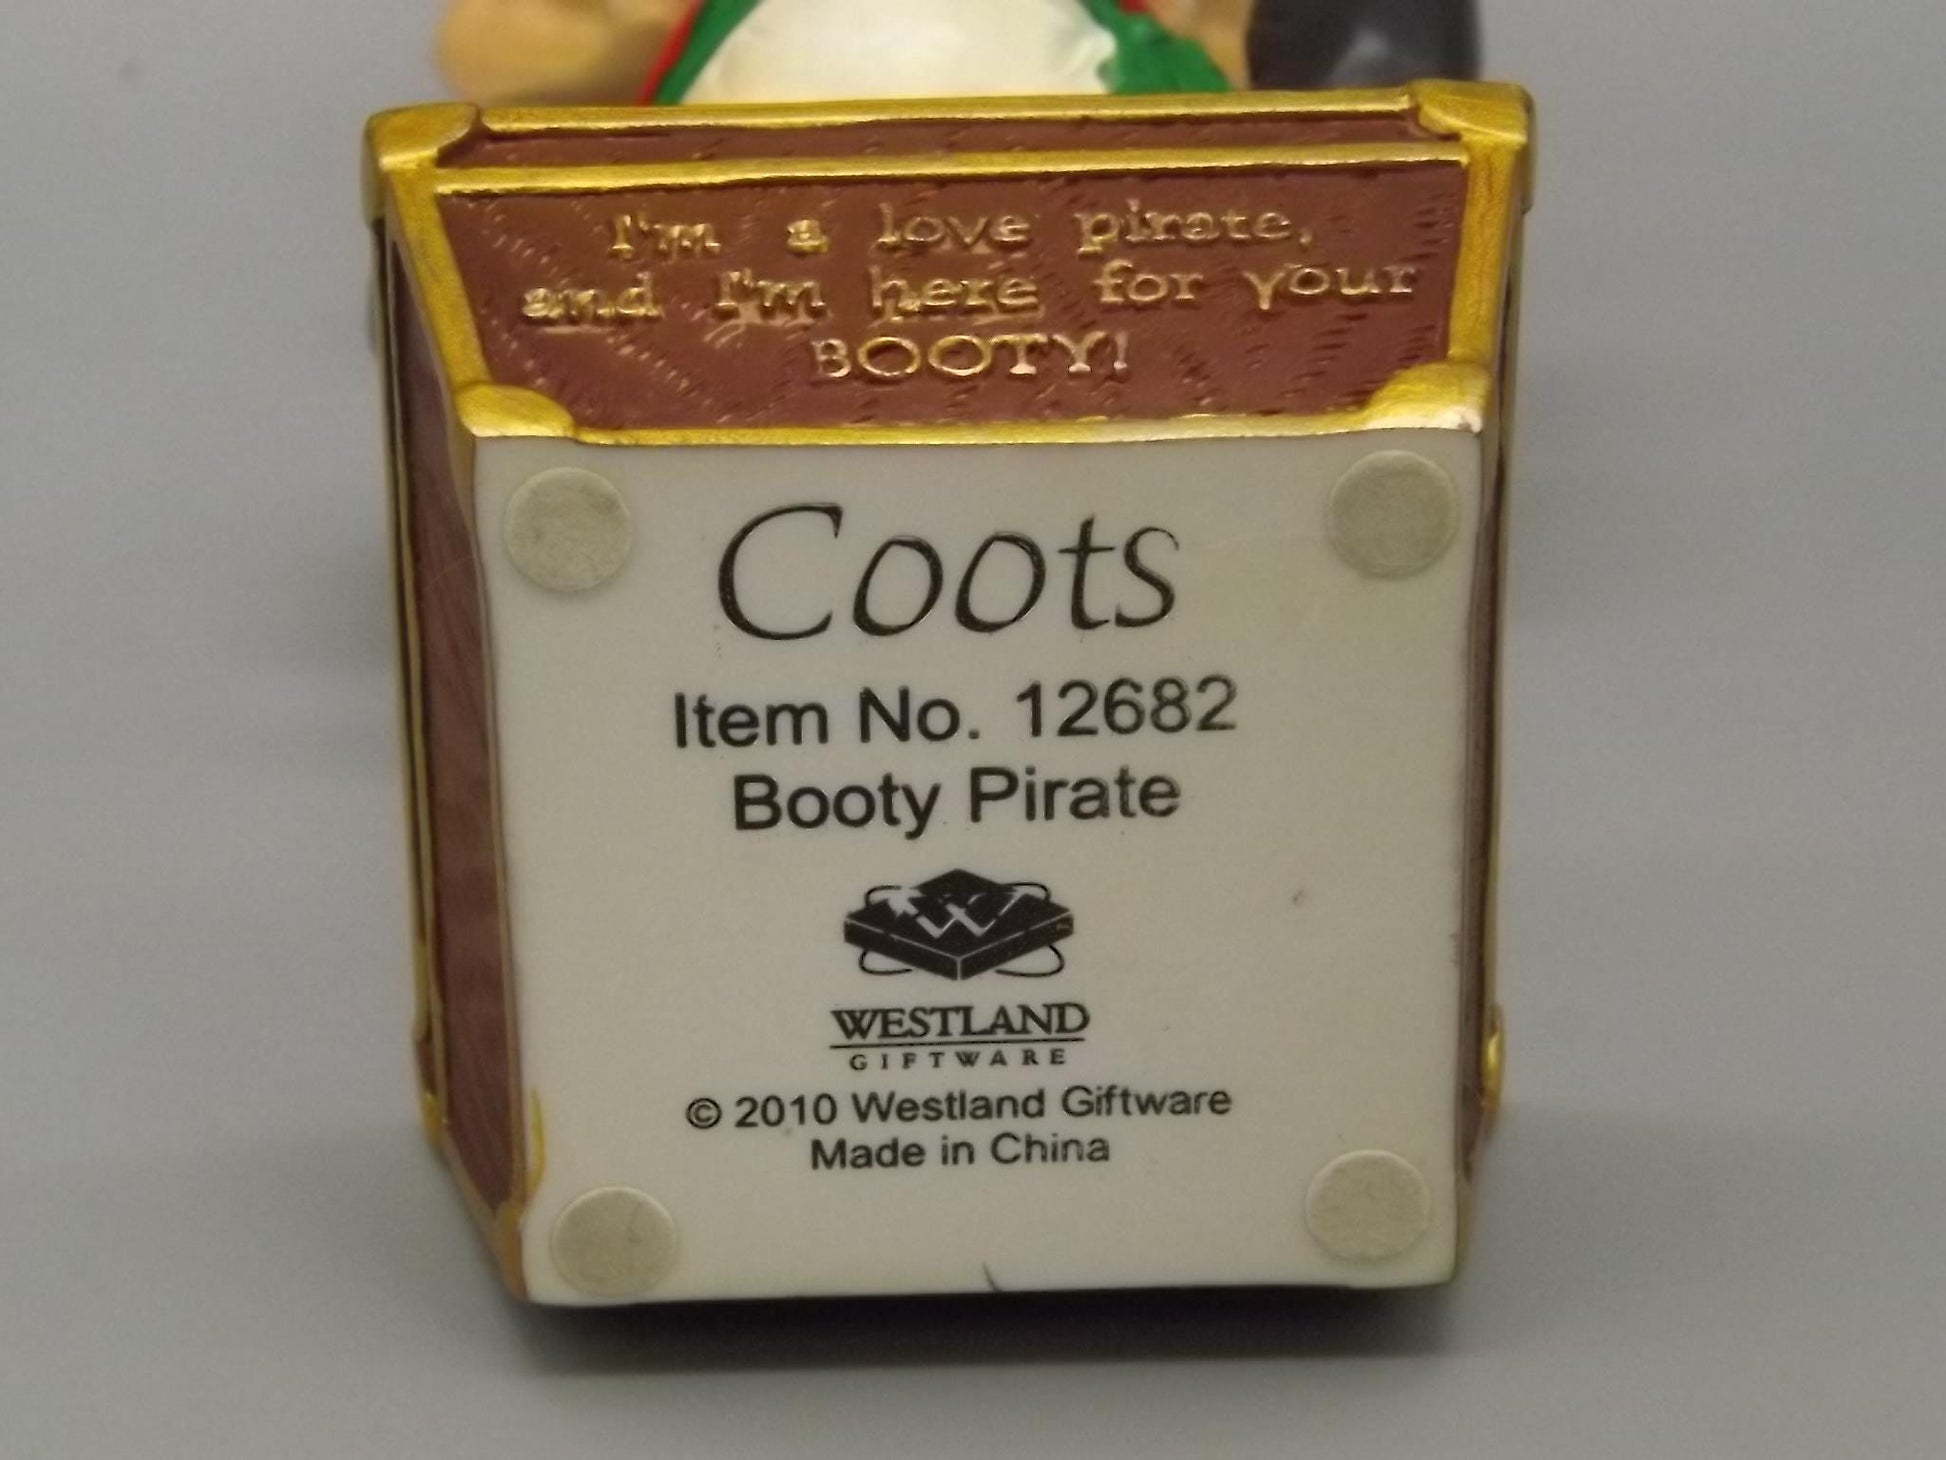 I'm a love pirate,
and I'm here for your
BOOTY!
Coots
Item No. 12682
Booty Pirate
W
WESTLAND
GIFTWARE
© 2010 Westland Giftware
Made in China